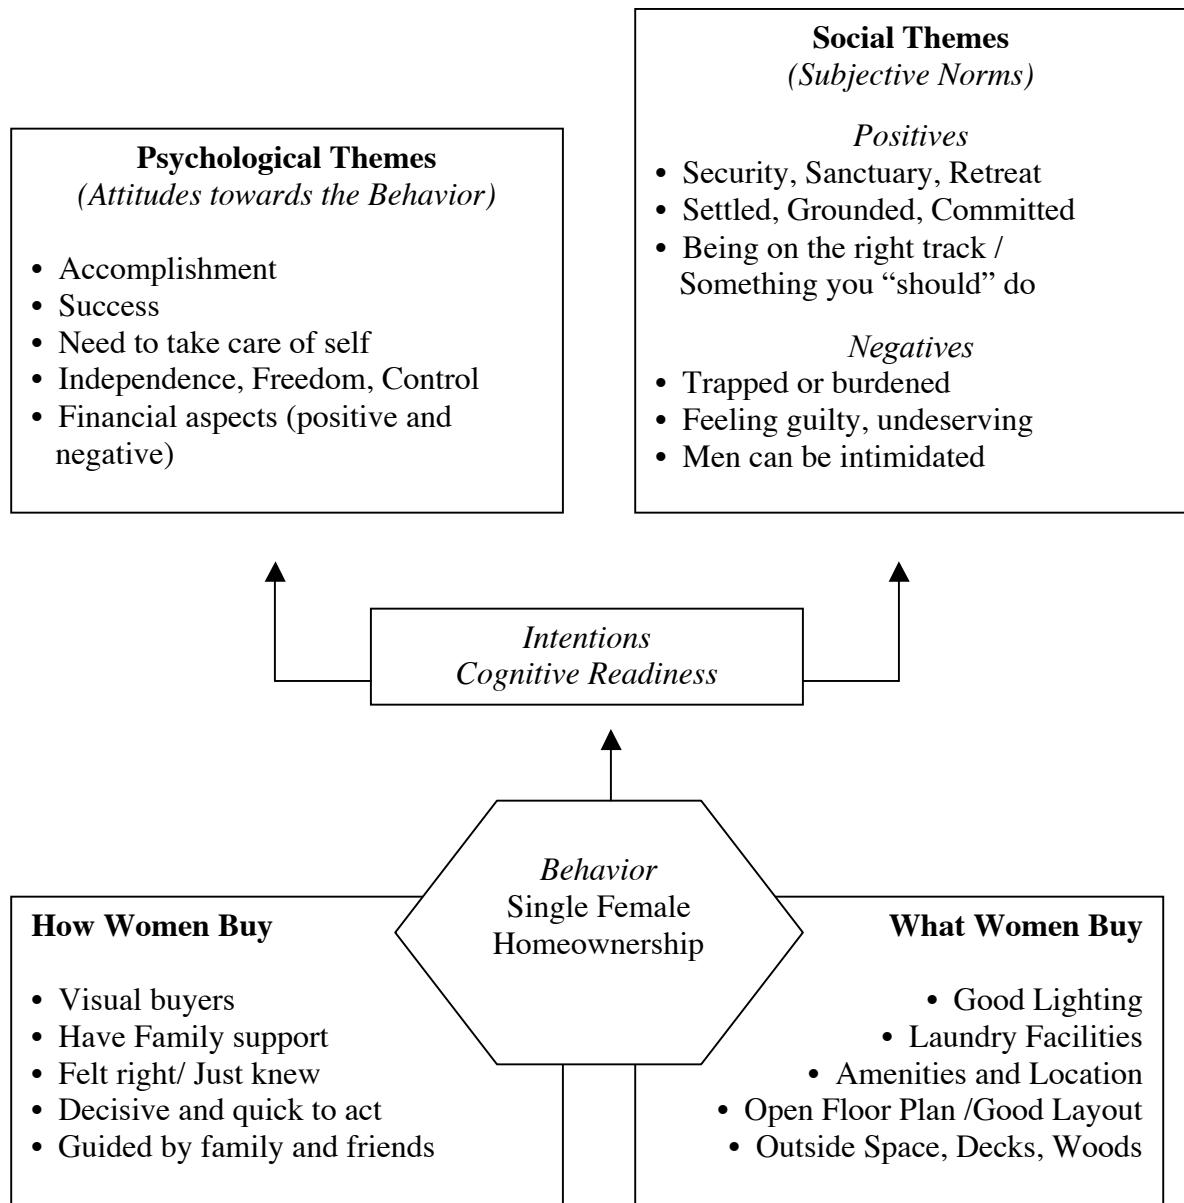 Social Themes
(Subjective Norms)
Positives
• Security, Sanctuary, Retreat
• Settled, Grounded, Committed
• Being on the right track /
Something you “should” do
Negatives
• Trapped or burdened
• Feeling guilty, undeserving
• Men can be intimidated
Psychological Themes
(Attitudes towards the Behavior)
• Accomplishment
• Success
• Need to take care of self
• Independence, Freedom, Control
• Financial aspects (positive and
negative)
Intentions
Cognitive Readiness
Behavior
Single Female
Homeownership
How Women Buy
• Visual buyers
• Have Family support
• Felt right/ Just knew
• Decisive and quick to act
• Guided by family and friends
What Women Buy
• Good Lighting
• Laundry Facilities
• Amenities and Location
• Open Floor Plan /Good Layout
• Outside Space, Decks, Woods